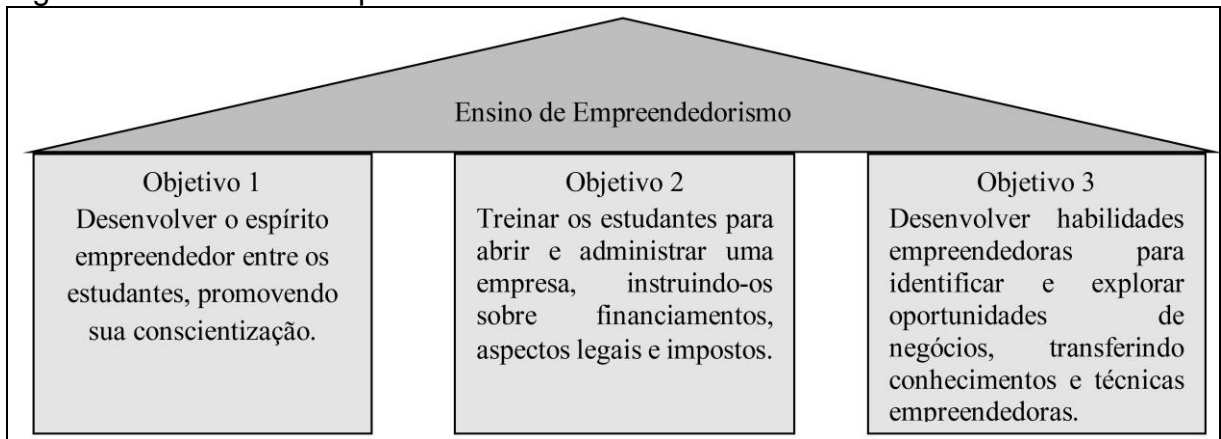 Ensino de Empreendedorismo
Objetivo 1
Desenvolver o espírito
empreendedor entre os
estudantes, promovendo
sua conscientização.
Objetivo 2
Treinar os estudantes para
abrir e administrar uma
empresa, instruindo-os
sobre financiamentos,
aspectos legais e impostos.
Objetivo 3
Desenvolver habilidades
empreendedoras para
identificar e explorar
oportunidades de
negócios, transferindo
conhecimentos e técnicas
empreendedoras.